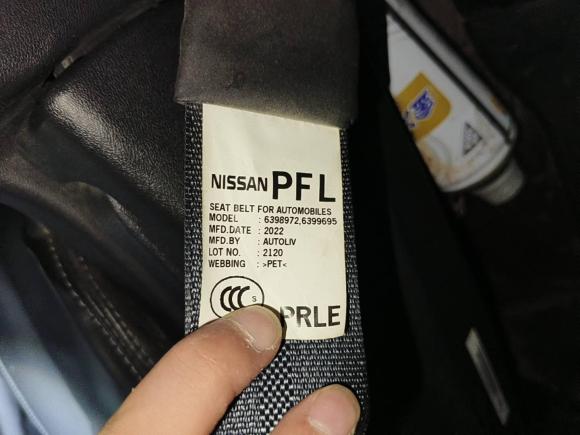 NISSAN PFL
SEAT BELT FOR AUTOMOBILES
MODEL : 6398972,6399695
MFD.DATE : 2022
MFD.BY : AUTOLIV
LOT NO. : 2120
WEBBING : >PET<
CCC S
PRLE